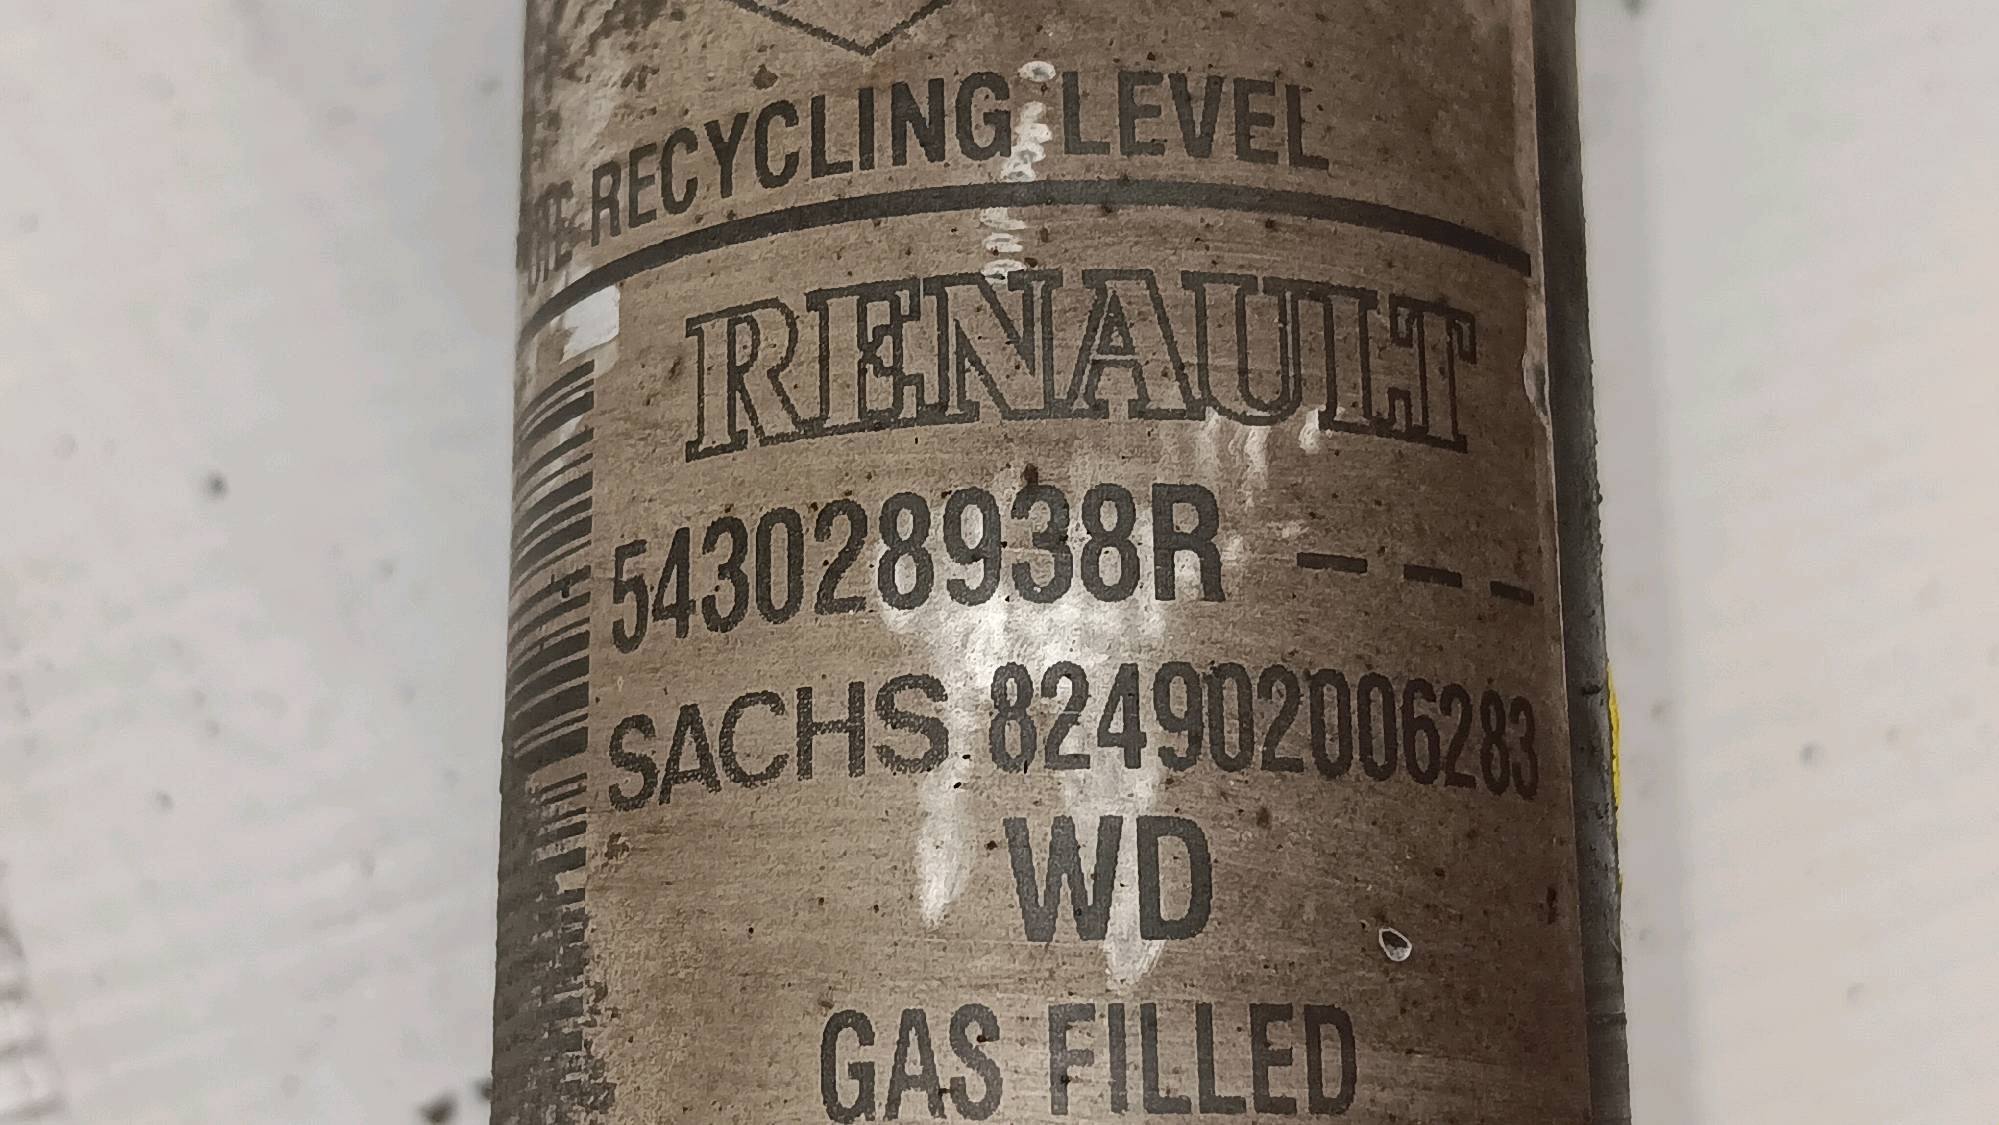 RECYCLING LEVEL
RENAULT
543028938R - - -
SACHS 824902006283
WD
GAS FILLED